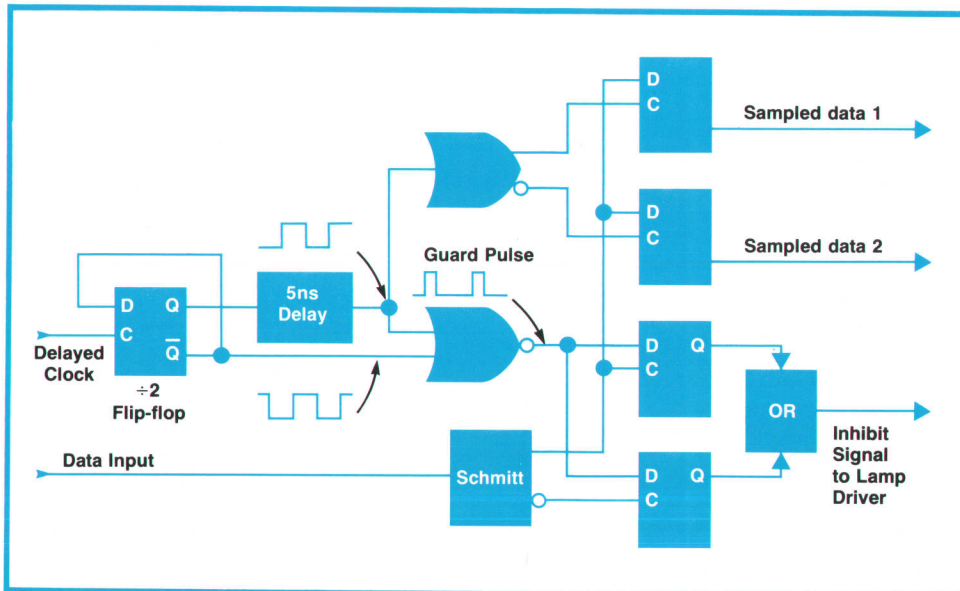 D
C
Sampled data 1
D
C
Sampled data 2
Guard Pulse
5ns
Delay
D
Q
C
Q̅
Delayed
Clock
÷2
Flip-flop
D
Q
C
OR
Inhibit
Signal
to Lamp
Driver
Data Input
Schmitt
D
Q
C